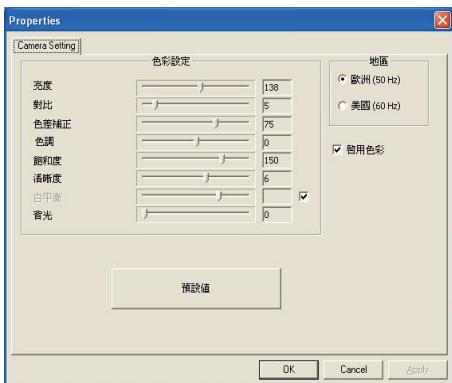 Properties
Camera Setting
色彩設定
亮度 138
對比 5
色差補正 75
色調 0
飽和度 150
清晰度 6
白平衡
背光 0
地區
歐洲 (50 Hz)
美國 (60 Hz)
啓用色彩
預設値
OK Cancel Apply